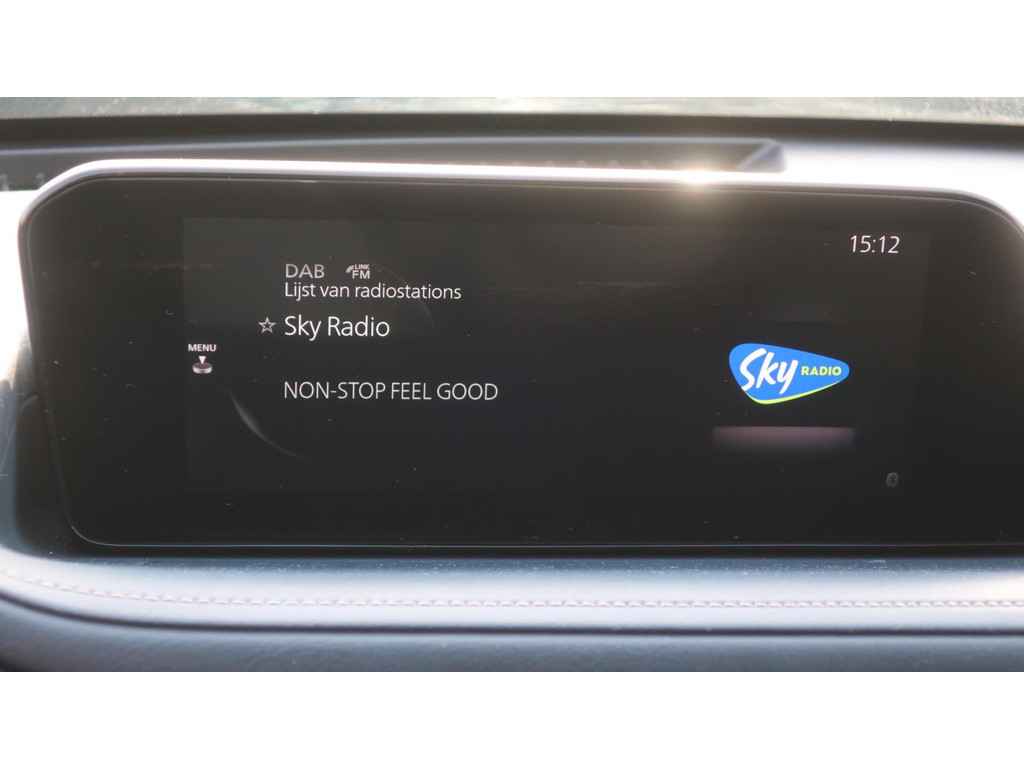 15:12
DAB LINK FM
Lijst van radiostations
☆ Sky Radio
MENU
NON-STOP FEEL GOOD
Sky RADIO